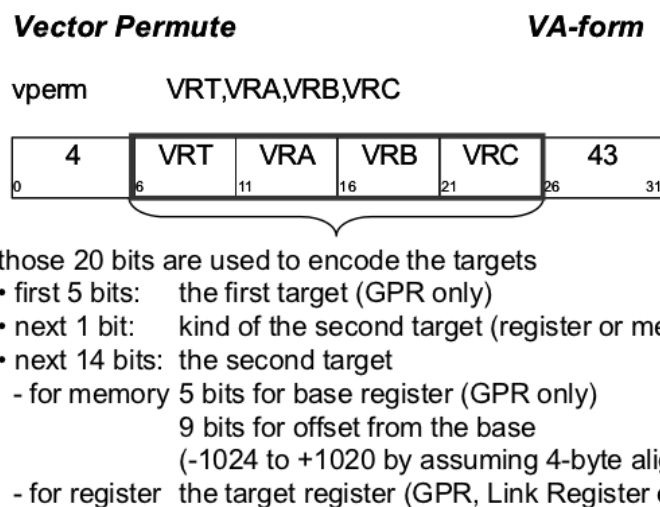 Vector Permute VA-form
vperm VRT,VRA,VRB,VRC
4 VRT VRA VRB VRC 43
0 6 11 16 21 26 31
those 20 bits are used to encode the targets
• first 5 bits: the first target (GPR only)
• next 1 bit: kind of the second target (register or me
• next 14 bits: the second target
- for memory 5 bits for base register (GPR only)
9 bits for offset from the base
(-1024 to +1020 by assuming 4-byte ali
- for register the target register (GPR, Link Register